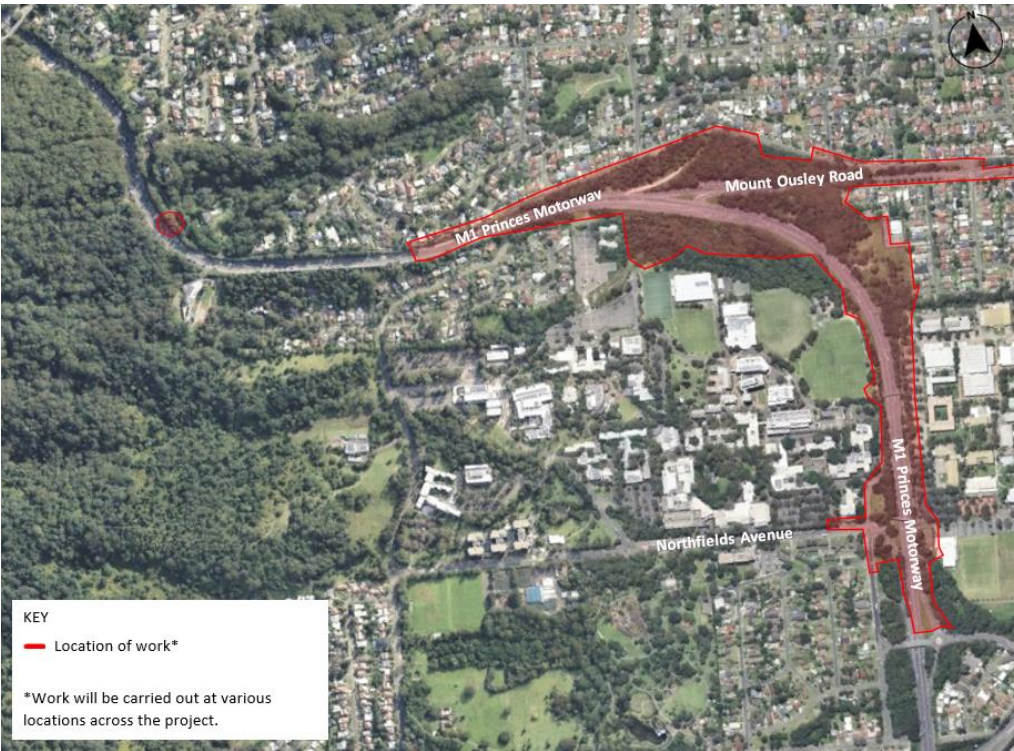 N
Mount Ousley Road
M1 Princes Motorway
M1 Princes Motorway
Northfields Avenue
KEY
Location of work*
*Work will be carried out at various
locations across the project.